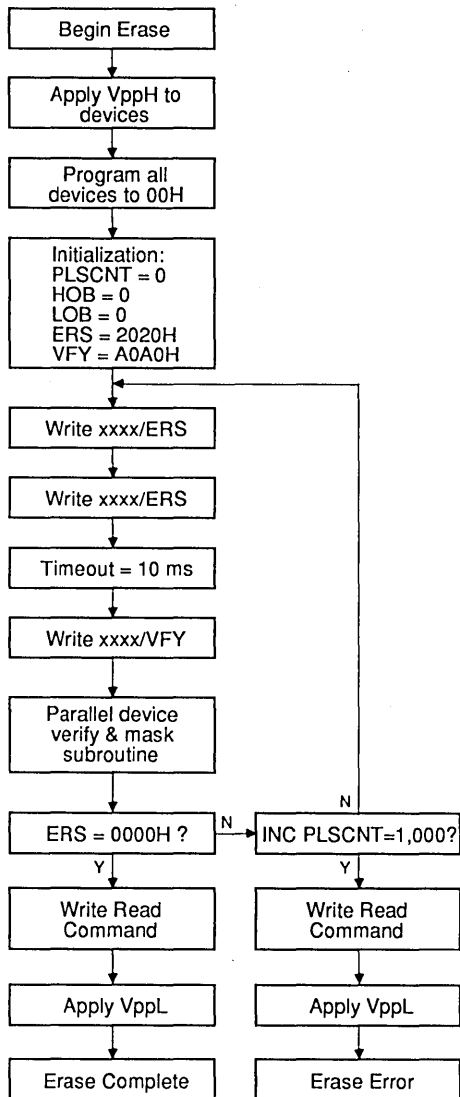 Begin Erase
Apply VppH to
devices
Program all
devices to 00H
Initialization:
PLSCNT = 0
HOB = 0
LOB = 0
ERS = 2020H
VFY = A0A0H
Write xxxx/ERS
Write xxxx/ERS
Timeout = 10 ms
Write xxxx/VFY
Parallel device
verify & mask
subroutine
ERS = 0000H ?
N
Y
Write Read
Command
Apply VppL
Erase Complete
N
INC PLSCNT=1,000?
Y
Write Read
Command
Apply VppL
Erase Error